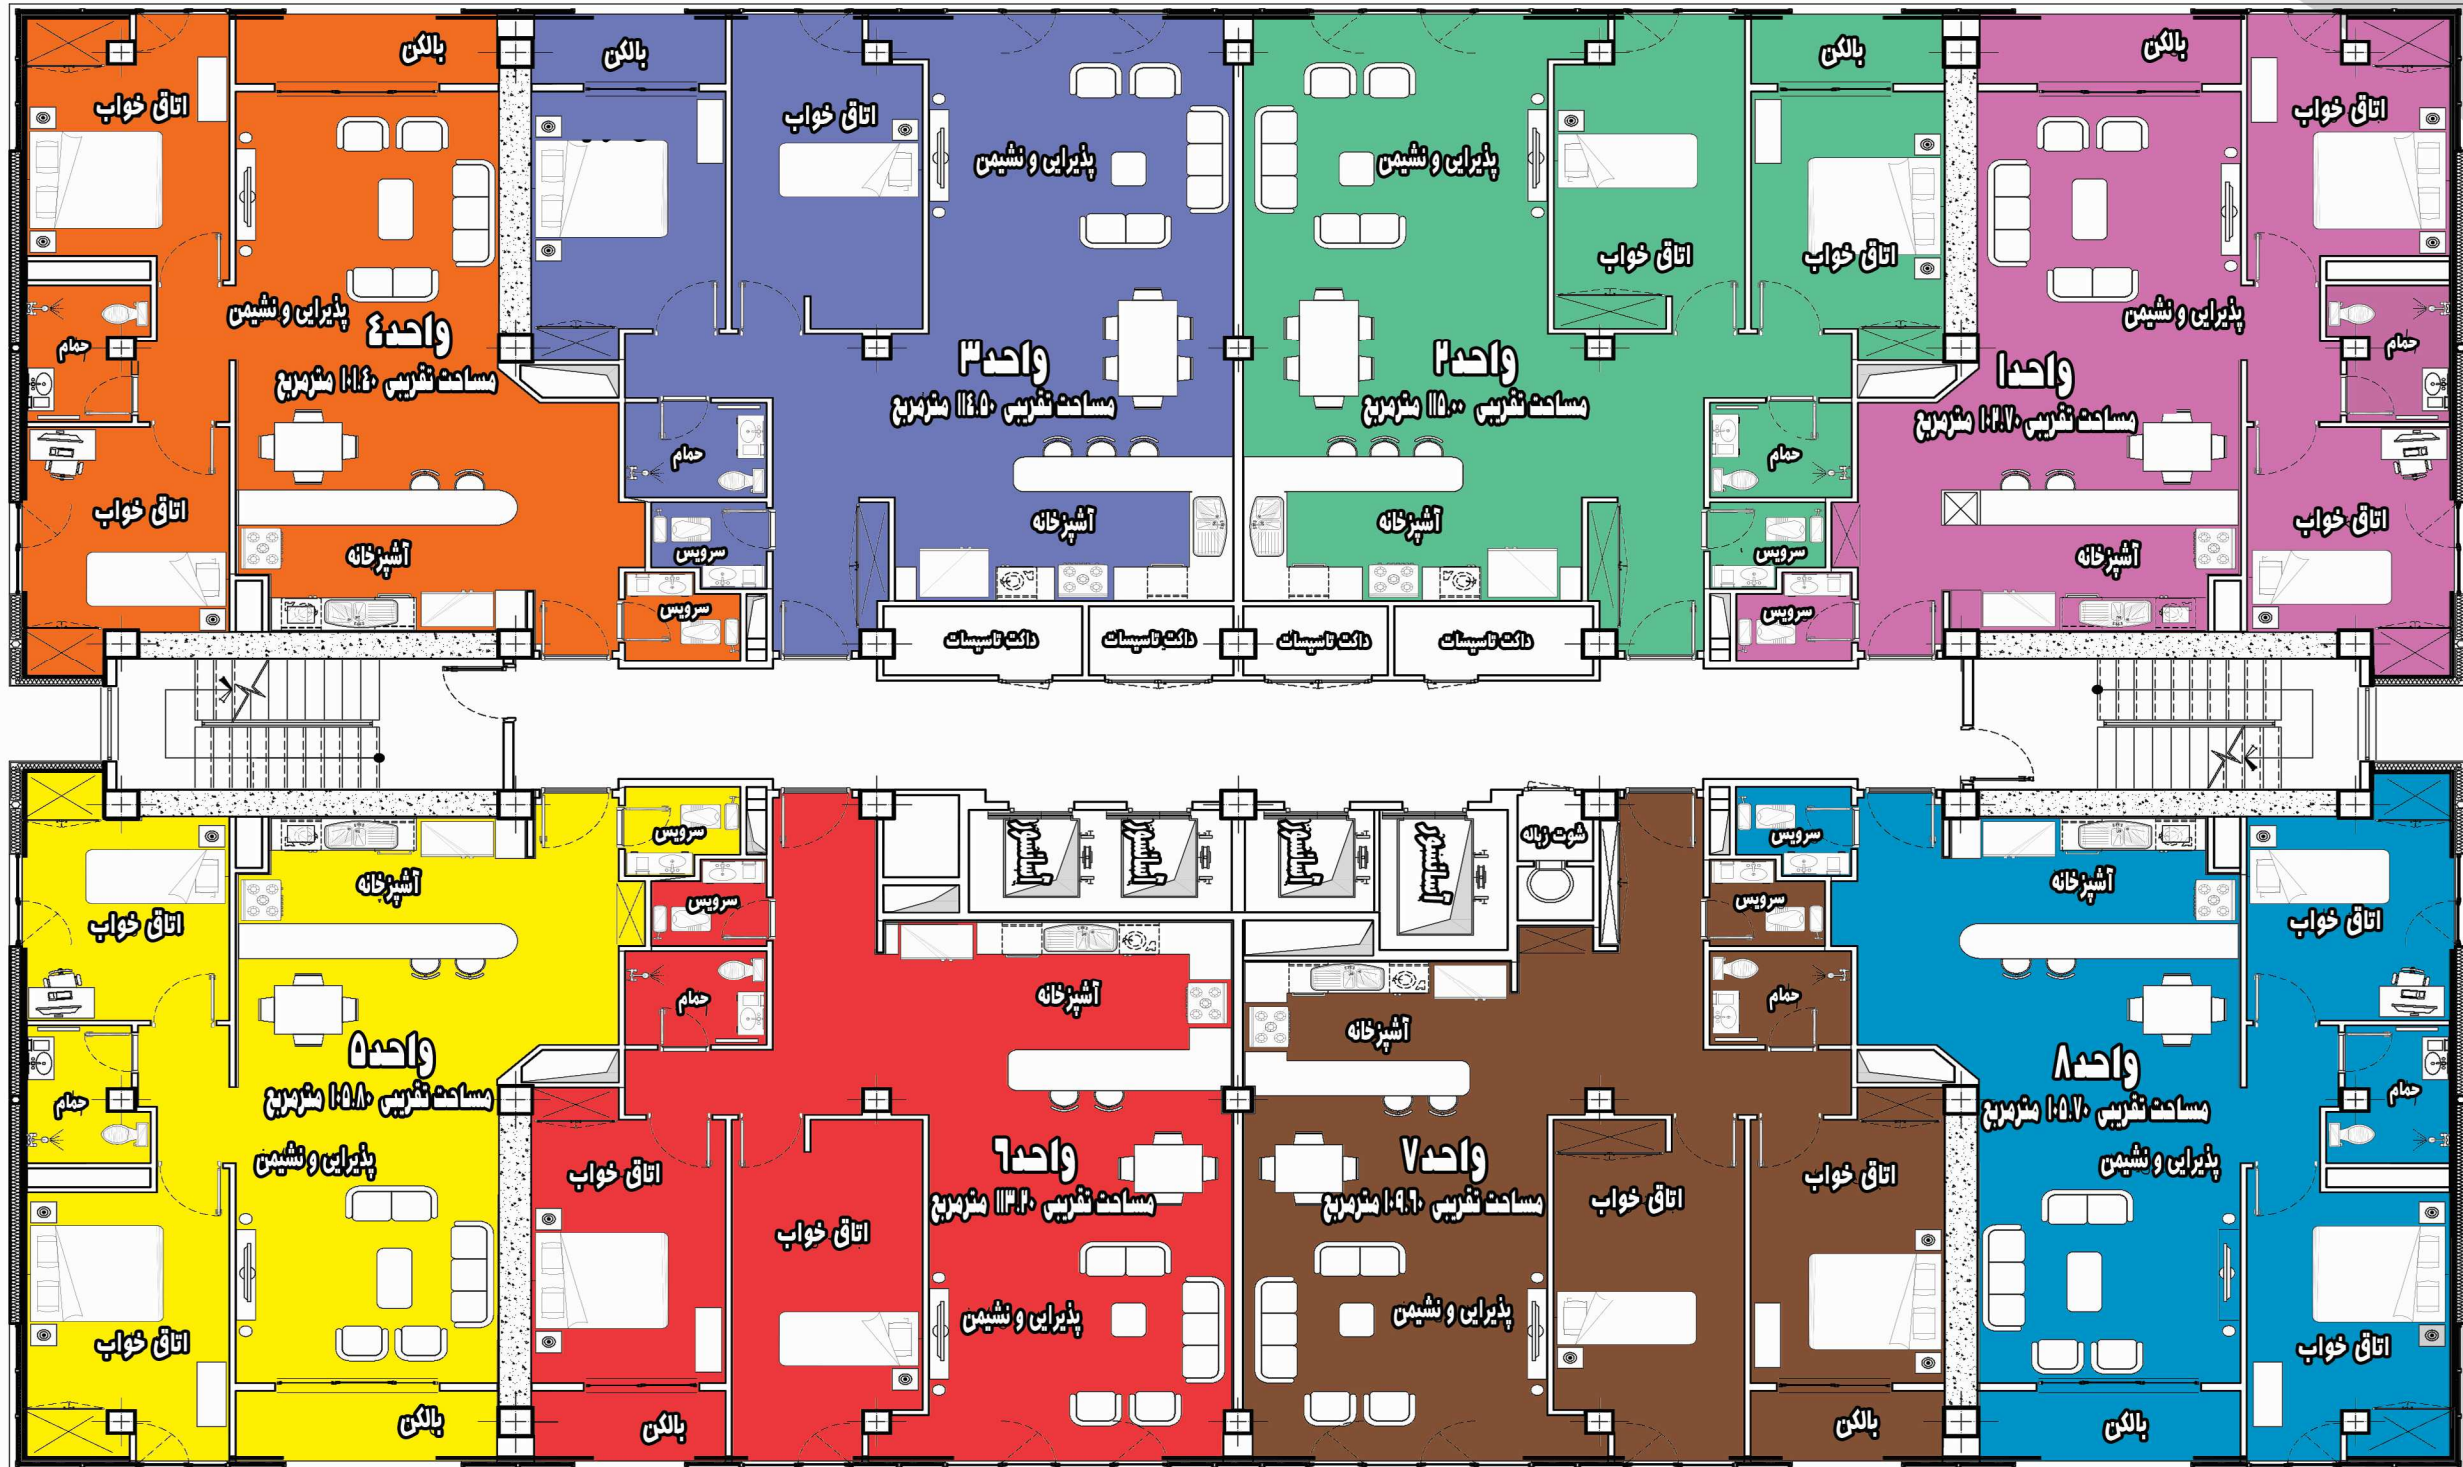 بالکن
اتاق خواب
پذیرایی و نشیمن
حمام
واحد۱
مساحت تقریبی ۱۰۲.۷۰ مترمربع
اتاق خواب
آشپزخانه
سرویس
بالکن
پذیرایی و نشیمن
اتاق خواب
اتاق خواب
واحد۲
مساحت تقریبی ۱۱۵.۰۰ مترمربع
حمام
آشپزخانه
سرویس
داکت تاسیسات
داکت تاسیسات
بالکن
اتاق خواب
پذیرایی و نشیمن
واحد۳
مساحت تقریبی ۱۱٤.۵۰ مترمربع
حمام
آشپزخانه
سرویس
داکت تاسیسات
داکت تاسیسات
بالکن
اتاق خواب
پذیرایی و نشیمن
واحد٤
حمام
مساحت تقریبی ۱۰۱.٤۰ مترمربع
اتاق خواب
آشپزخانه
سرویس
سرویس
آشپزخانه
اتاق خواب
واحد۵
مساحت تقریبی ۱۰۵.۸۰ مترمربع
حمام
پذیرایی و نشیمن
اتاق خواب
بالکن
آسانسور
آسانسور
آسانسور
آسانسور
شوت زباله
سرویس
آشپزخانه
حمام
واحد٦
مساحت تقریبی ۱۱۳.۲۰ مترمربع
اتاق خواب
اتاق خواب
پذیرایی و نشیمن
بالکن
سرویس
حمام
آشپزخانه
واحد۷
مساحت تقریبی ۱۰۹.٦۰ مترمربع
اتاق خواب
اتاق خواب
پذیرایی و نشیمن
بالکن
سرویس
آشپزخانه
اتاق خواب
واحد۸
مساحت تقریبی ۱۰۵.۷۰ مترمربع
حمام
پذیرایی و نشیمن
اتاق خواب
بالکن